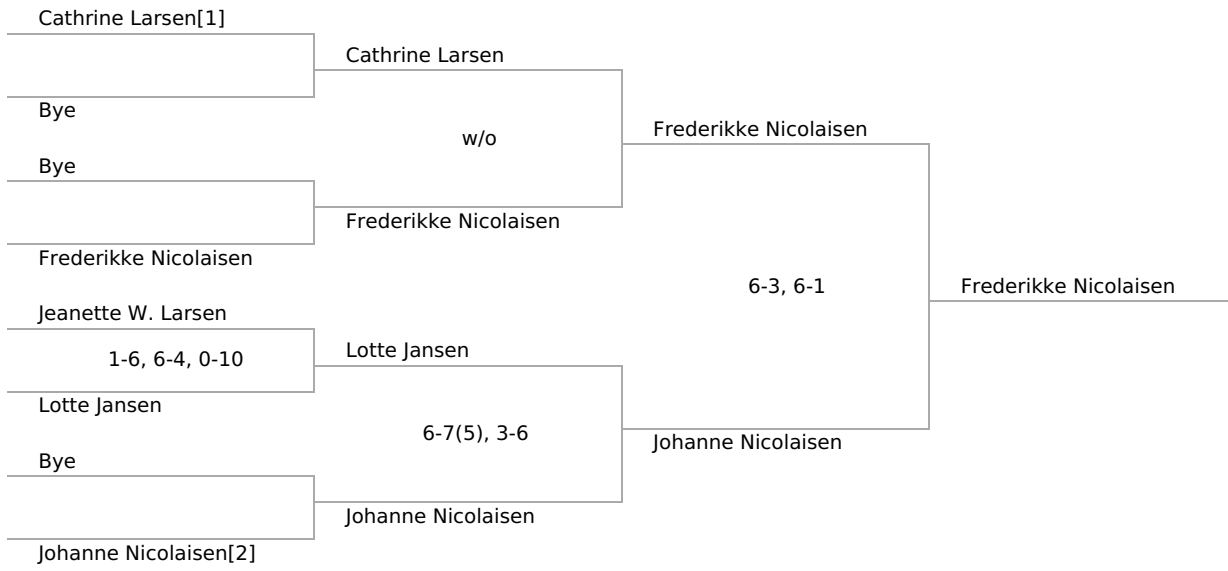 Cathrine Larsen[1]
Bye
Bye
Frederikke Nicolaisen
Jeanette W. Larsen
1-6, 6-4, 0-10
Lotte Jansen
Bye
Johanne Nicolaisen[2]
Cathrine Larsen
w/o
Frederikke Nicolaisen
Lotte Jansen
6-7(5), 3-6
Johanne Nicolaisen
Frederikke Nicolaisen
6-3, 6-1
Johanne Nicolaisen
Frederikke Nicolaisen